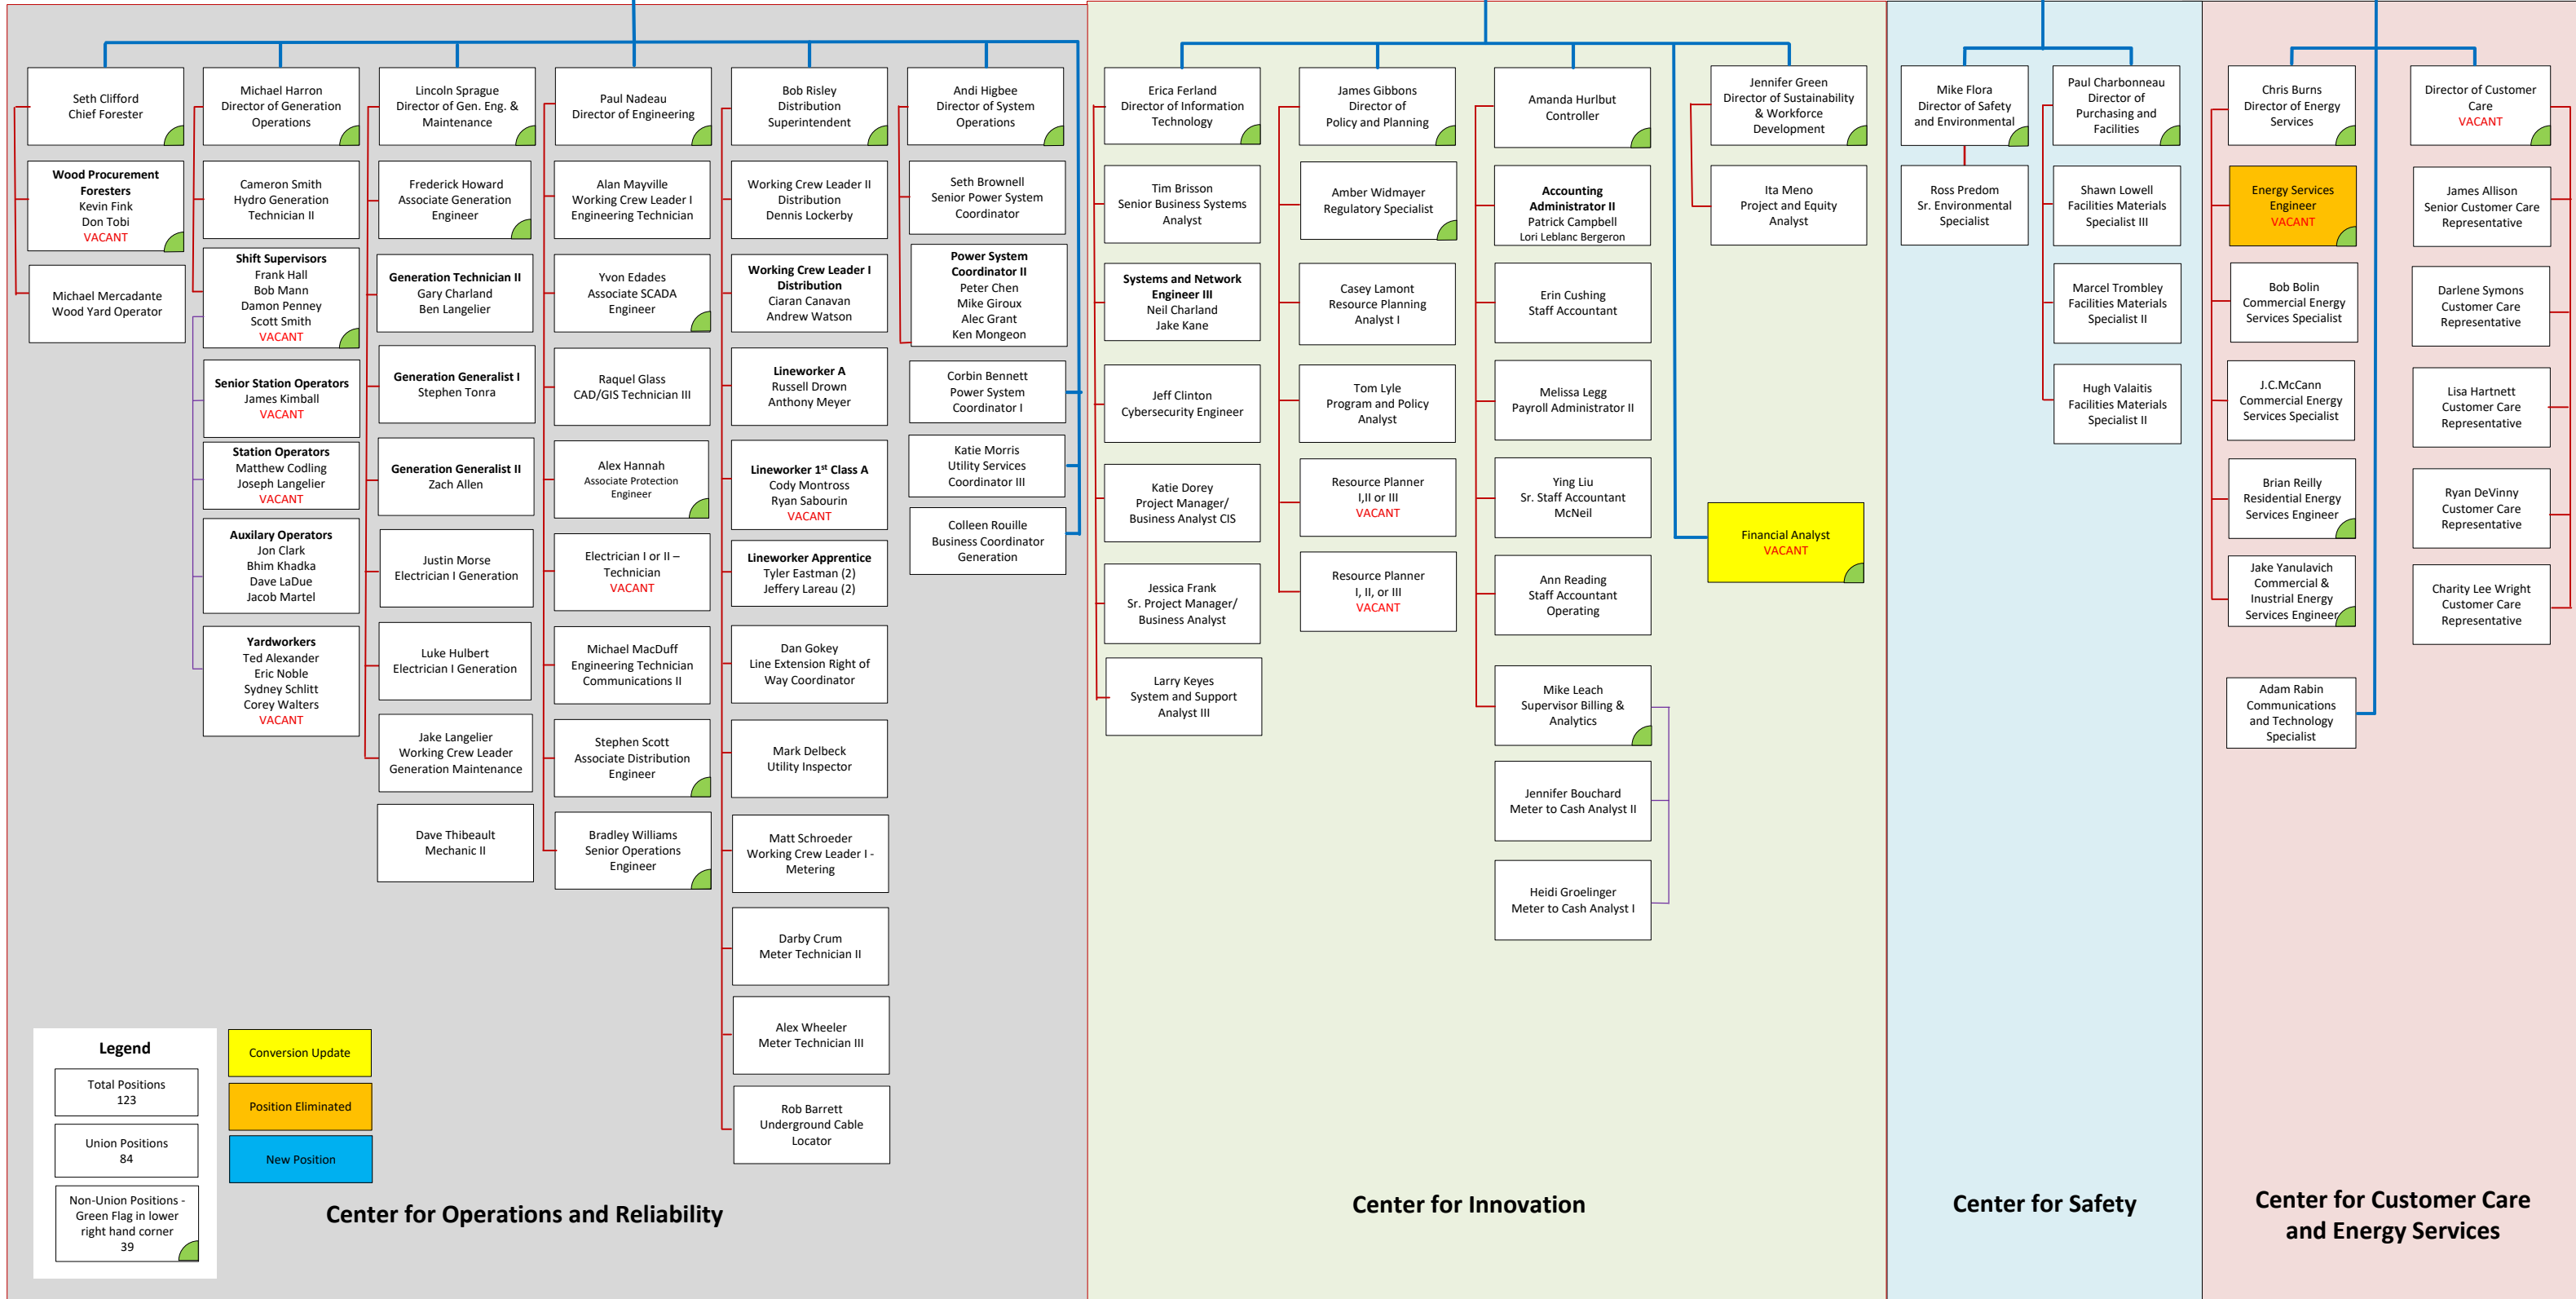 Seth Clifford
Chief Forester
Wood Procurement
Foresters
Kevin Fink
Don Tobi
VACANT
Michael Mercadante
Wood Yard Operator
Michael Harron
Director of Generation
Operations
Cameron Smith
Hydro Generation
Technician II
Shift Supervisors
Frank Hall
Bob Mann
Damon Penney
Scott Smith
VACANT
Senior Station Operators
James Kimball
VACANT
Station Operators
Matthew Codling
Joseph Langelier
VACANT
Auxilary Operators
Jon Clark
Bhim Khadka
Dave LaDue
Jacob Martel
Yardworkers
Ted Alexander
Eric Noble
Sydney Schlitt
Corey Walters
VACANT
Lincoln Sprague
Director of Gen. Eng. &
Maintenance
Frederick Howard
Associate Generation
Engineer
Generation Technician II
Gary Charland
Ben Langelier
Generation Generalist I
Stephen Tonra
Generation Generalist II
Zach Allen
Justin Morse
Electrician I Generation
Luke Hulbert
Electrician I Generation
Jake Langelier
Working Crew Leader
Generation Maintenance
Dave Thibeault
Mechanic II
Paul Nadeau
Director of Engineering
Alan Mayville
Working Crew Leader I
Engineering Technician
Yvon Edades
Associate SCADA
Engineer
Raquel Glass
CAD/GIS Technician III
Alex Hannah
Associate Protection
Engineer
Electrician I or II –
Technician
VACANT
Michael MacDuff
Engineering Technician
Communications II
Stephen Scott
Associate Distribution
Engineer
Bradley Williams
Senior Operations
Engineer
Bob Risley
Distribution
Superintendent
Working Crew Leader II
Distribution
Dennis Lockerby
Working Crew Leader I
Distribution
Ciaran Canavan
Andrew Watson
Lineworker A
Russell Drown
Anthony Meyer
Lineworker 1st Class A
Cody Montross
Ryan Sabourin
VACANT
Lineworker Apprentice
Tyler Eastman (2)
Jeffery Lareau (2)
Dan Gokey
Line Extension Right of
Way Coordinator
Mark Delbeck
Utility Inspector
Matt Schroeder
Working Crew Leader I -
Metering
Darby Crum
Meter Technician II
Alex Wheeler
Meter Technician III
Rob Barrett
Underground Cable
Locator
Andi Higbee
Director of System
Operations
Seth Brownell
Senior Power System
Coordinator
Power System
Coordinator II
Peter Chen
Mike Giroux
Alec Grant
Ken Mongeon
Corbin Bennett
Power System
Coordinator I
Katie Morris
Utility Services
Coordinator III
Colleen Rouille
Business Coordinator
Generation
Legend
Total Positions
123
Union Positions
84
Non-Union Positions -
Green Flag in lower
right hand corner
39
Conversion Update
Position Eliminated
New Position
Center for Operations and Reliability
Erica Ferland
Director of Information
Technology
Tim Brisson
Senior Business Systems
Analyst
Systems and Network
Engineer III
Neil Charland
Jake Kane
Jeff Clinton
Cybersecurity Engineer
Katie Dorey
Project Manager/
Business Analyst CIS
Jessica Frank
Sr. Project Manager/
Business Analyst
Larry Keyes
System and Support
Analyst III
James Gibbons
Director of
Policy and Planning
Amber Widmayer
Regulatory Specialist
Casey Lamont
Resource Planning
Analyst I
Tom Lyle
Program and Policy
Analyst
Resource Planner
I,II or III
VACANT
Resource Planner
I, II, or III
VACANT
Amanda Hurlbut
Controller
Accounting
Administrator II
Patrick Campbell
Lori Leblanc Bergeron
Erin Cushing
Staff Accountant
Melissa Legg
Payroll Administrator II
Ying Liu
Sr. Staff Accountant
McNeil
Ann Reading
Staff Accountant
Operating
Mike Leach
Supervisor Billing &
Analytics
Jennifer Bouchard
Meter to Cash Analyst II
Heidi Groelinger
Meter to Cash Analyst I
Jennifer Green
Director of Sustainability
& Workforce
Development
Ita Meno
Project and Equity
Analyst
Financial Analyst
VACANT
Center for Innovation
Mike Flora
Director of Safety
and Environmental
Ross Predom
Sr. Environmental
Specialist
Paul Charbonneau
Director of
Purchasing and
Facilities
Shawn Lowell
Facilities Materials
Specialist III
Marcel Trombley
Facilities Materials
Specialist II
Hugh Valaitis
Facilities Materials
Specialist II
Center for Safety
Chris Burns
Director of Energy
Services
Energy Services
Engineer
VACANT
Bob Bolin
Commercial Energy
Services Specialist
J.C.McCann
Commercial Energy
Services Specialist
Brian Reilly
Residential Energy
Services Engineer
Jake Yanulavich
Commercial &
Inustrial Energy
Services Engineer
Adam Rabin
Communications
and Technology
Specialist
Director of Customer
Care
VACANT
James Allison
Senior Customer Care
Representative
Darlene Symons
Customer Care
Representative
Lisa Hartnett
Customer Care
Representative
Ryan DeVinny
Customer Care
Representative
Charity Lee Wright
Customer Care
Representative
Center for Customer Care
and Energy Services